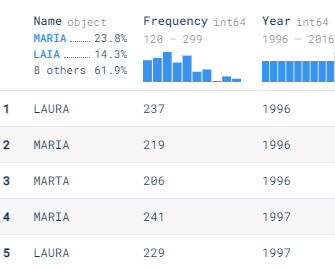 Name object Frequency int64 Year int64
MARIA 23.8% 120 – 299 1996 – 2016
LAIA 14.3%
8 others 61.9%
1 LAURA 237 1996
2 MARIA 219 1996
3 MARTA 206 1996
4 MARIA 241 1997
5 LAURA 229 1997